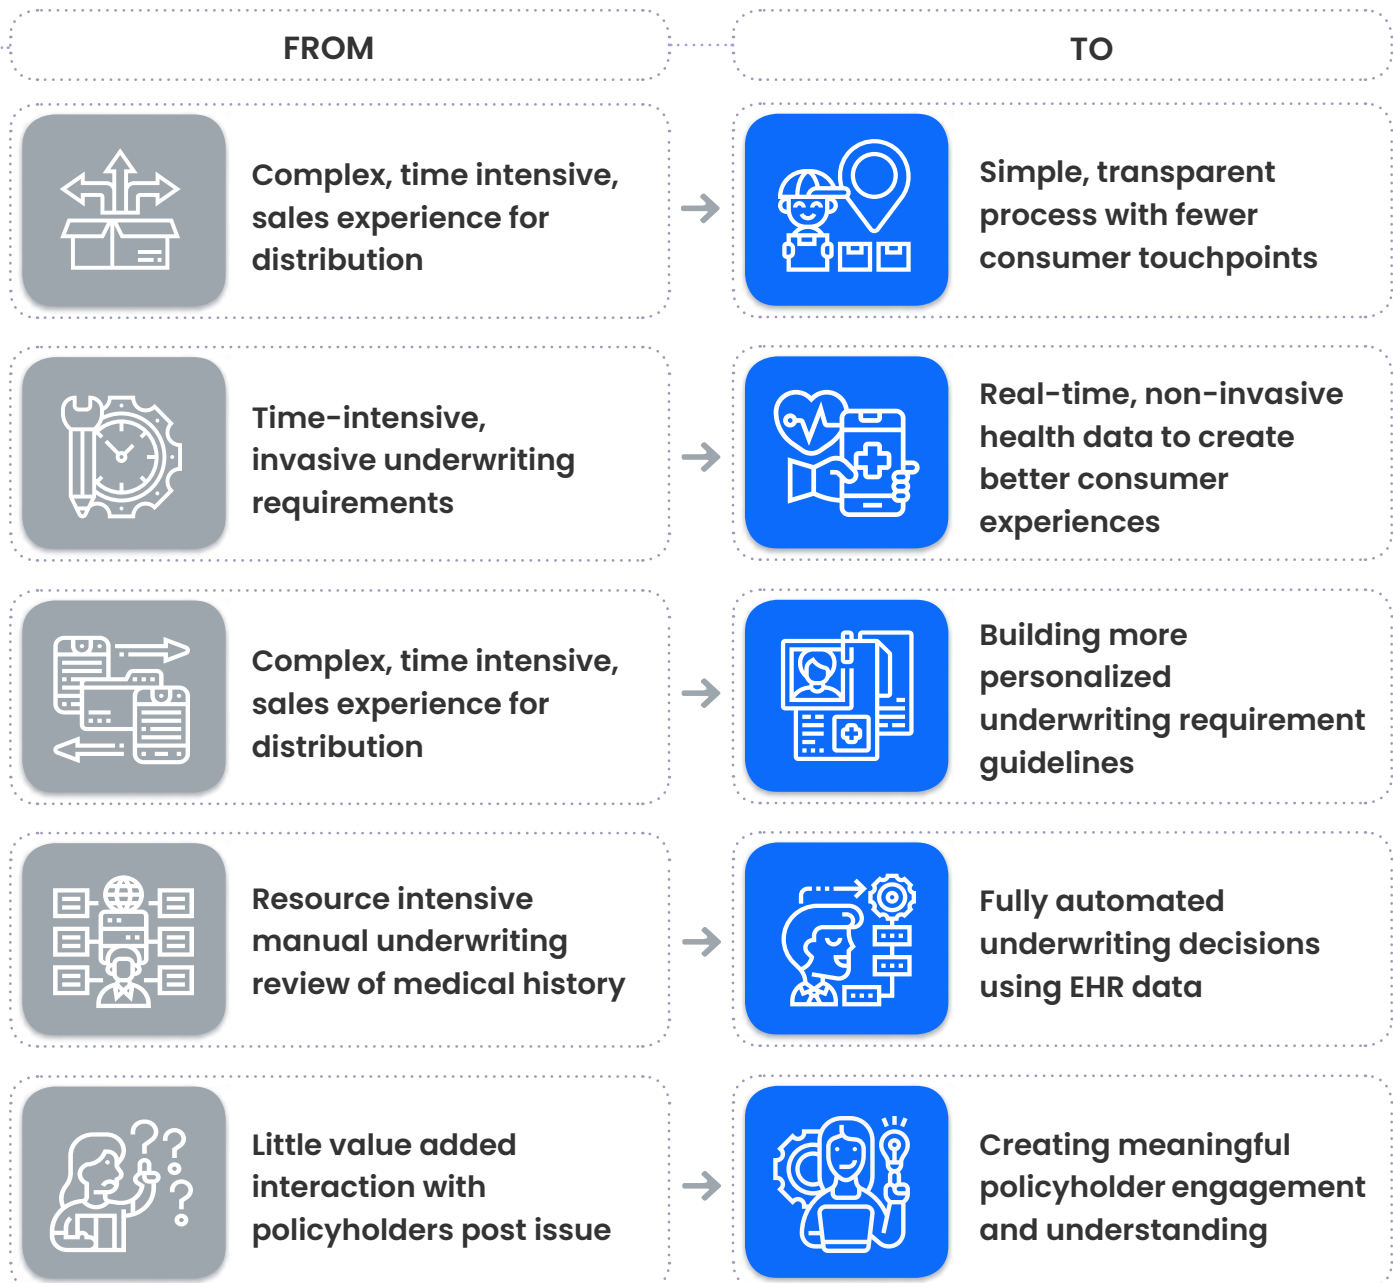 FROM
TO
Complex, time intensive,
sales experience for
distribution
Simple, transparent
process with fewer
consumer touchpoints
Time-intensive,
invasive underwriting
requirements
Real-time, non-invasive
health data to create
better consumer
experiences
Complex, time intensive,
sales experience for
distribution
Building more
personalized
underwriting requirement
guidelines
Resource intensive
manual underwriting
review of medical history
Fully automated
underwriting decisions
using EHR data
Little value added
interaction with
policyholders post issue
Creating meaningful
policyholder engagement
and understanding